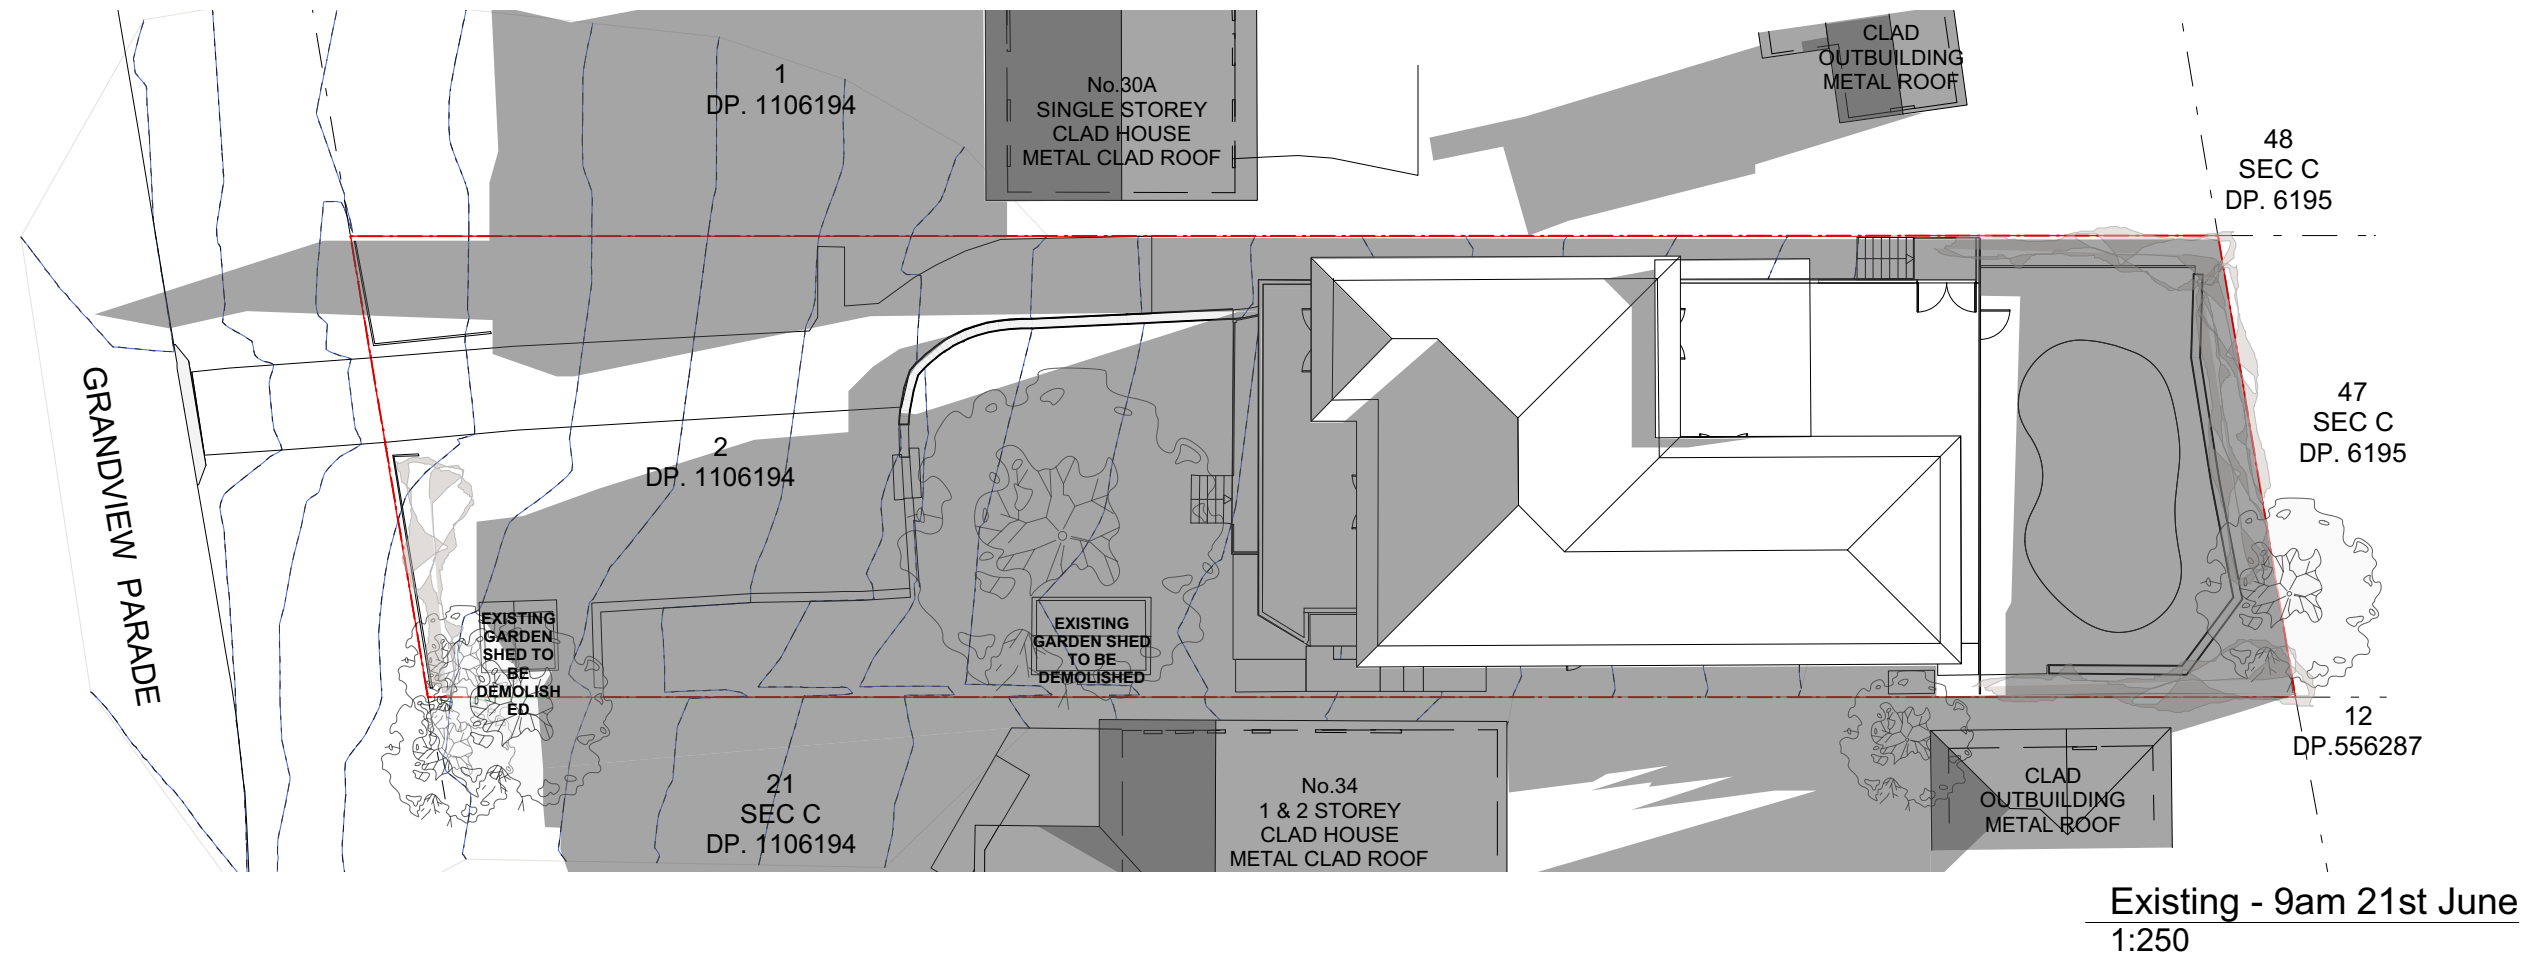 1
DP. 1106194
No.30A
SINGLE STOREY
CLAD HOUSE
METAL CLAD ROOF
CLAD
OUTBUILDING
METAL ROOF
48
SEC C
DP. 6195
GRANDVIEW PARADE
2
DP. 1106194
47
SEC C
DP. 6195
EXISTING
GARDEN
SHED TO
BE
DEMOLISH
ED
EXISTING
GARDEN SHED
TO BE
DEMOLISHED
12
DP.556287
21
SEC C
DP. 1106194
No.34
1 & 2 STOREY
CLAD HOUSE
METAL CLAD ROOF
CLAD
OUTBUILDING
METAL ROOF
Existing - 9am 21st June
1:250